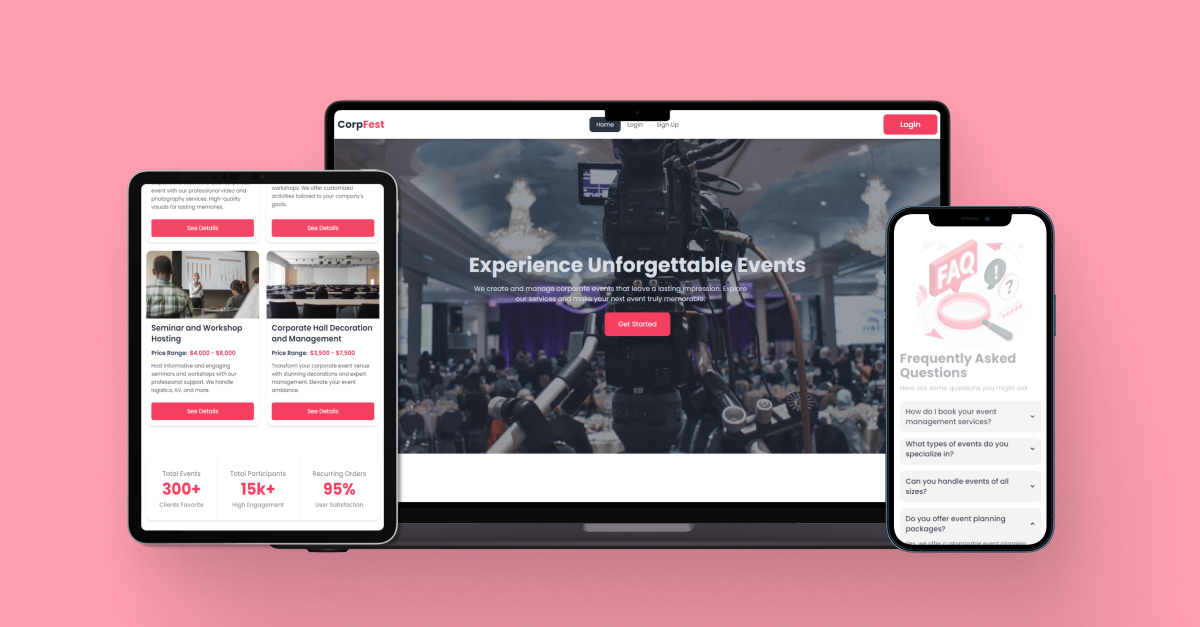 CorpFest
Home
Login
Sign Up
Login
Experience Unforgettable Events
We create and manage corporate events that leave a lasting impression. Explore
our services and make your next event truly memorable.
Get Started
event with our professional video and
photography services. High-quality
visuals for lasting memories.
See Details
workshops. We offer customized
activities tailored to your company's
goals.
See Details
Seminar and Workshop
Hosting
Price Range: $4,000 - $8,000
Host informative and engaging
seminars and workshops with our
professional support. We handle
logistics, AV, and more.
See Details
Corporate Hall Decoration
and Management
Price Range: $3,500 - $7,500
Transform your corporate event venue
with stunning decorations and expert
management. Elevate your event
ambiance.
See Details
Total Events
300+
Clients Favorite
Total Participants
15k+
High Engagement
Recurring Orders
95%
User Satisfaction
FAQ
Frequently Asked
Questions
Here are some questions you might ask
How do I book your event
management services?
What types of events do you
specialize in?
Can you handle events of all
sizes?
Do you offer event planning
packages?
Yes, we offer customizable event planning